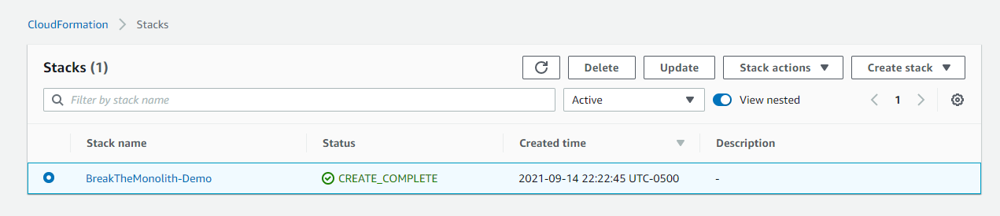 CloudFormation > Stacks
Stacks (1)
Delete
Update
Stack actions
Create stack
Filter by stack name
Active
View nested
1
Stack name Status Created time Description
BreakTheMonolith-Demo CREATE_COMPLETE 2021-09-14 22:22:45 UTC-0500 -